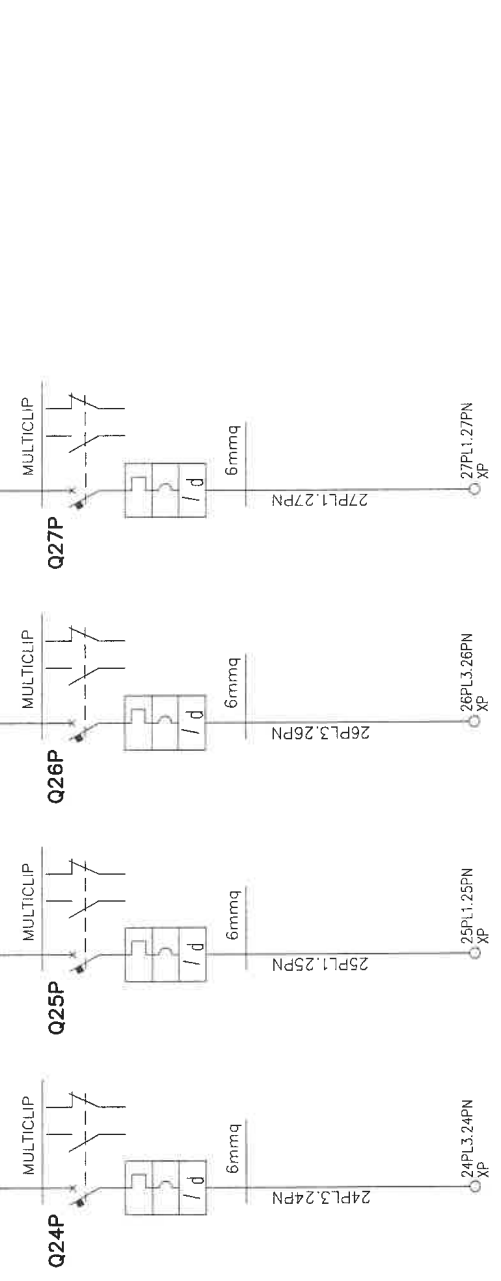 MULTICLIP
Q27P
I d
6mmq
27PL1.27PN
27PL1.27PN
XP
MULTICLIP
Q26P
I d
6mmq
26PL3.26PN
26PL3.26PN
XP
MULTICLIP
Q25P
I d
6mmq
25PL1.25PN
25PL1.25PN
XP
MULTICLIP
Q24P
I d
6mmq
24PL3.24PN
24PL3.24PN
XP